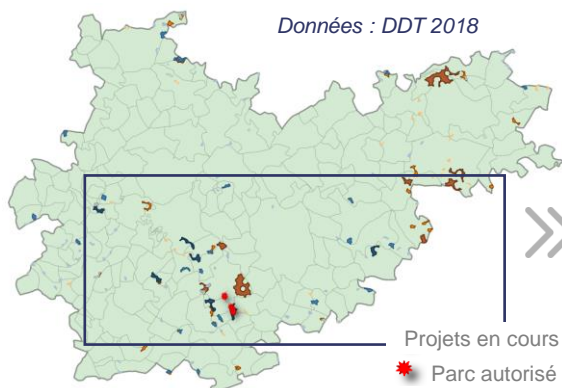 Données : DDT 2018
Projets en cours
Parc autorisé